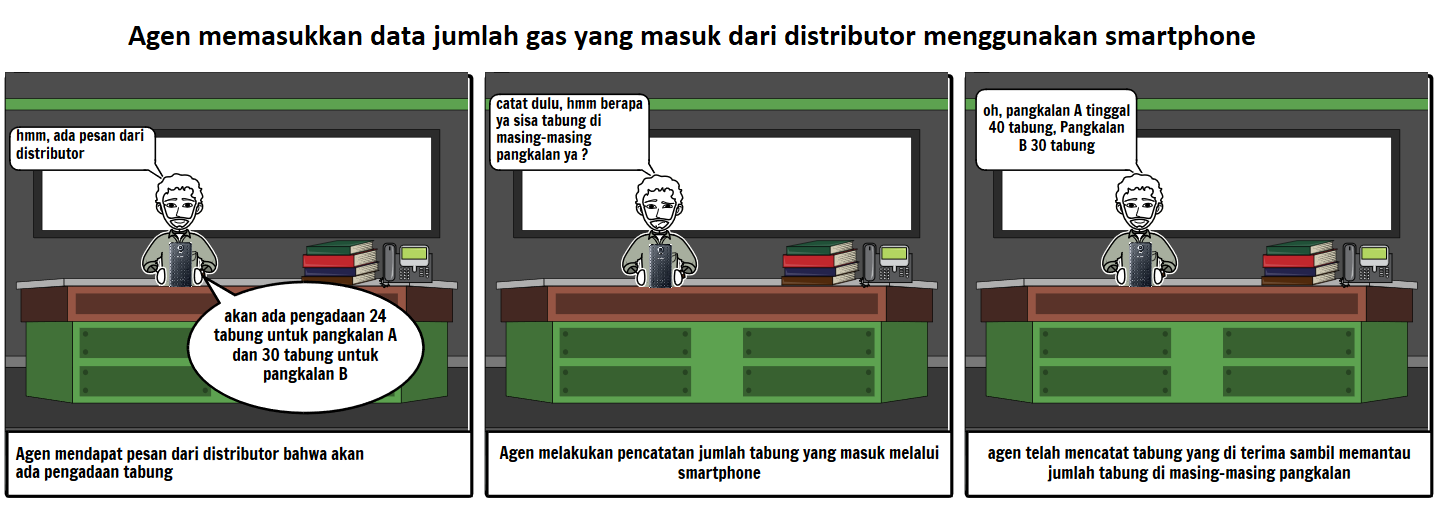 Agen memasukkan data jumlah gas yang masuk dari distributor menggunakan smartphone
hmm, ada pesan dari
distributor
akan ada pengadaan 24
tabung untuk pangkalan A
dan 30 tabung untuk
pangkalan B
Agen mendapat pesan dari distributor bahwa akan
ada pengadaan tabung
catat dulu, hmm berapa
ya sisa tabung di
masing-masing
pangkalan ya ?
Agen melakukan pencatatan jumlah tabung yang masuk melalui
smartphone
oh, pangkalan A tinggal
40 tabung, Pangkalan
B 30 tabung
agen telah mencatat tabung yang di terima sambil memantau
jumlah tabung di masing-masing pangkalan